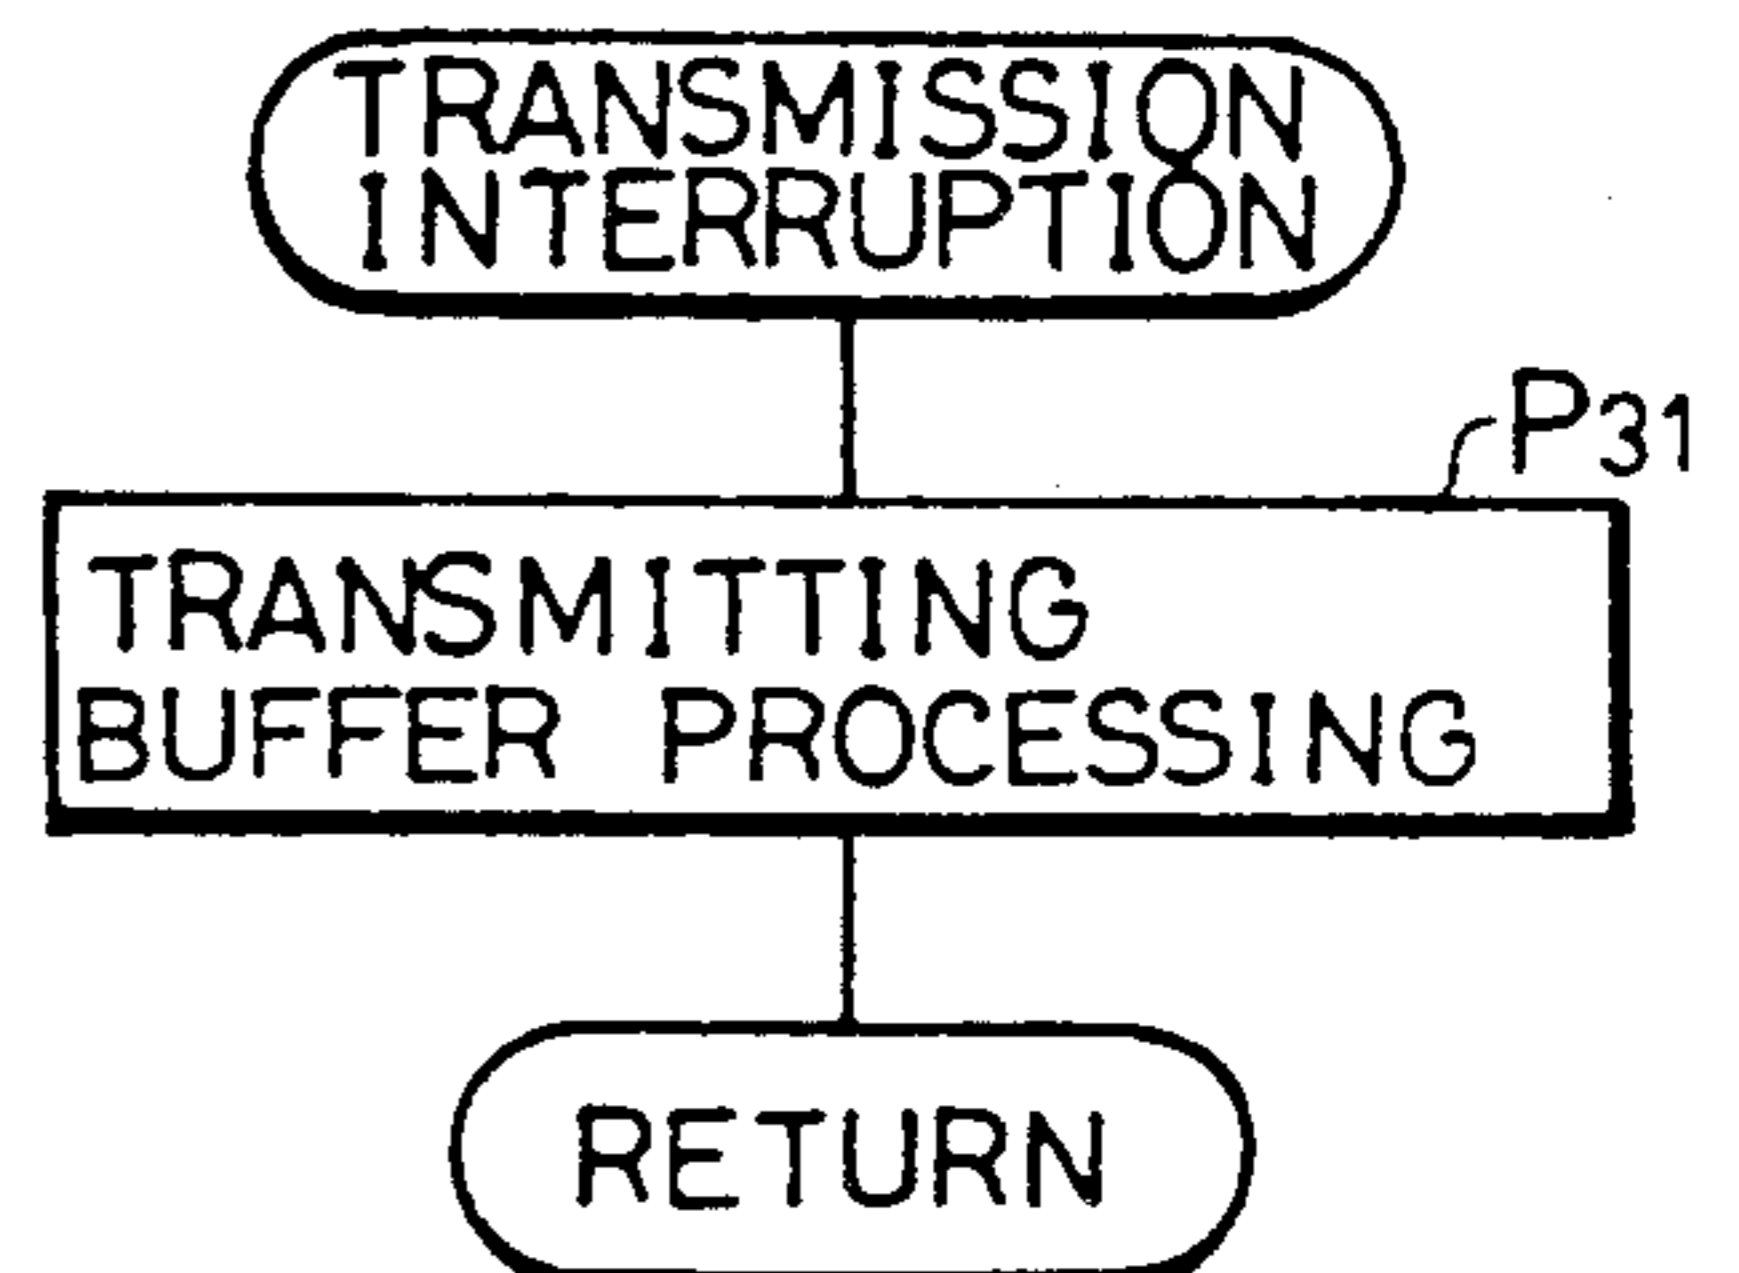 TRANSMISSION
INTERRUPTION
P31
TRANSMITTING
BUFFER PROCESSING
RETURN